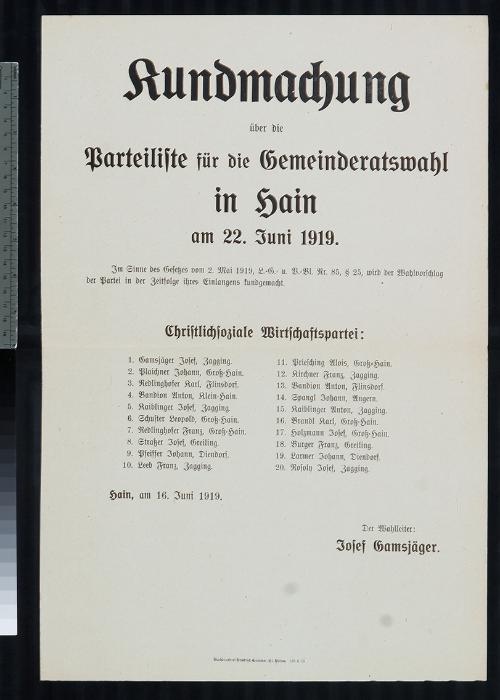 Kundmachung
über die
Parteiliste für die Gemeinderatswahl
in Hain
am 22. Juni 1919.
Im Sinne des Gesetzes vom 2. Mai 1919, L.-G.- u. V.-Bl. Nr. 85, § 25, wird der Wahlvorschlag
der Partei in der Zeitfolge ihres Einlangens kundgemacht.
Christlichsoziale Wirtschaftspartei:
1. Gamsjäger Josef, Zagging.
2. Plaichner Johann, Groß-Hain.
3. Redlinghofer Karl, Flinsdorf.
4. Bandion Anton, Klein-Hain.
5. Kaiblinger Josef, Zagging.
6. Schuster Leopold, Groß-Hain.
7. Redlinghofer Franz, Groß-Hain.
8. Straßer Josef, Greiling.
9. Pfeiffer Johann, Diendorf.
10. Leeb Franz, Zagging.
11. Priesching Alois, Groß-Hain.
12. Kirchner Franz, Zagging.
13. Bandion Anton, Flinsdorf.
14. Spangl Johann, Angern.
15. Kaiblinger Anton, Zagging.
16. Brandl Karl, Groß-Hain.
17. Holzmann Josef, Groß-Hain.
18. Burger Franz, Greiling.
19. Larmer Johann, Diendorf.
20. Rosoly Josef, Zagging.
Hain, am 16. Juni 1919.
Der Wahlleiter:
Josef Gamsjäger.